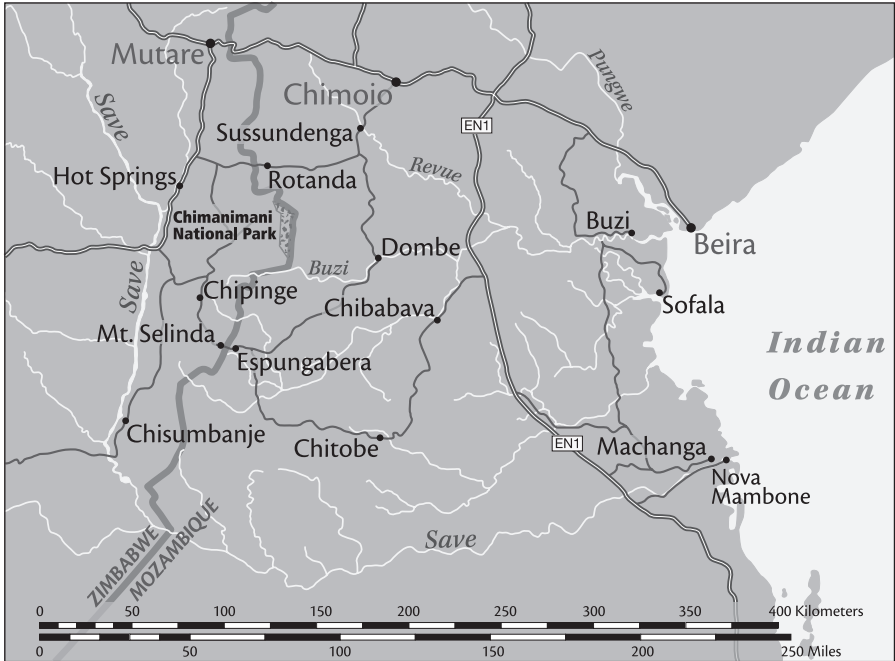 Mutare
Pungwe
Chimoio
Save
EN1
Sussundenga
Revue
Hot Springs
Rotanda
Chimanimani
National Park
Buzi
Beira
Dombe
Buzi
Save
Chipinge
Chibabava
Sofala
Mt. Selinda
Espungabera
Indian
Ocean
Chisumbanje
Chitobe
EN1
Machanga
Nova
Mambone
Save
ZIMBABWE
MOZAMBIQUE
0 50 100 150 200 250 300 350 400 Kilometers
0 50 100 150 200 250 Miles